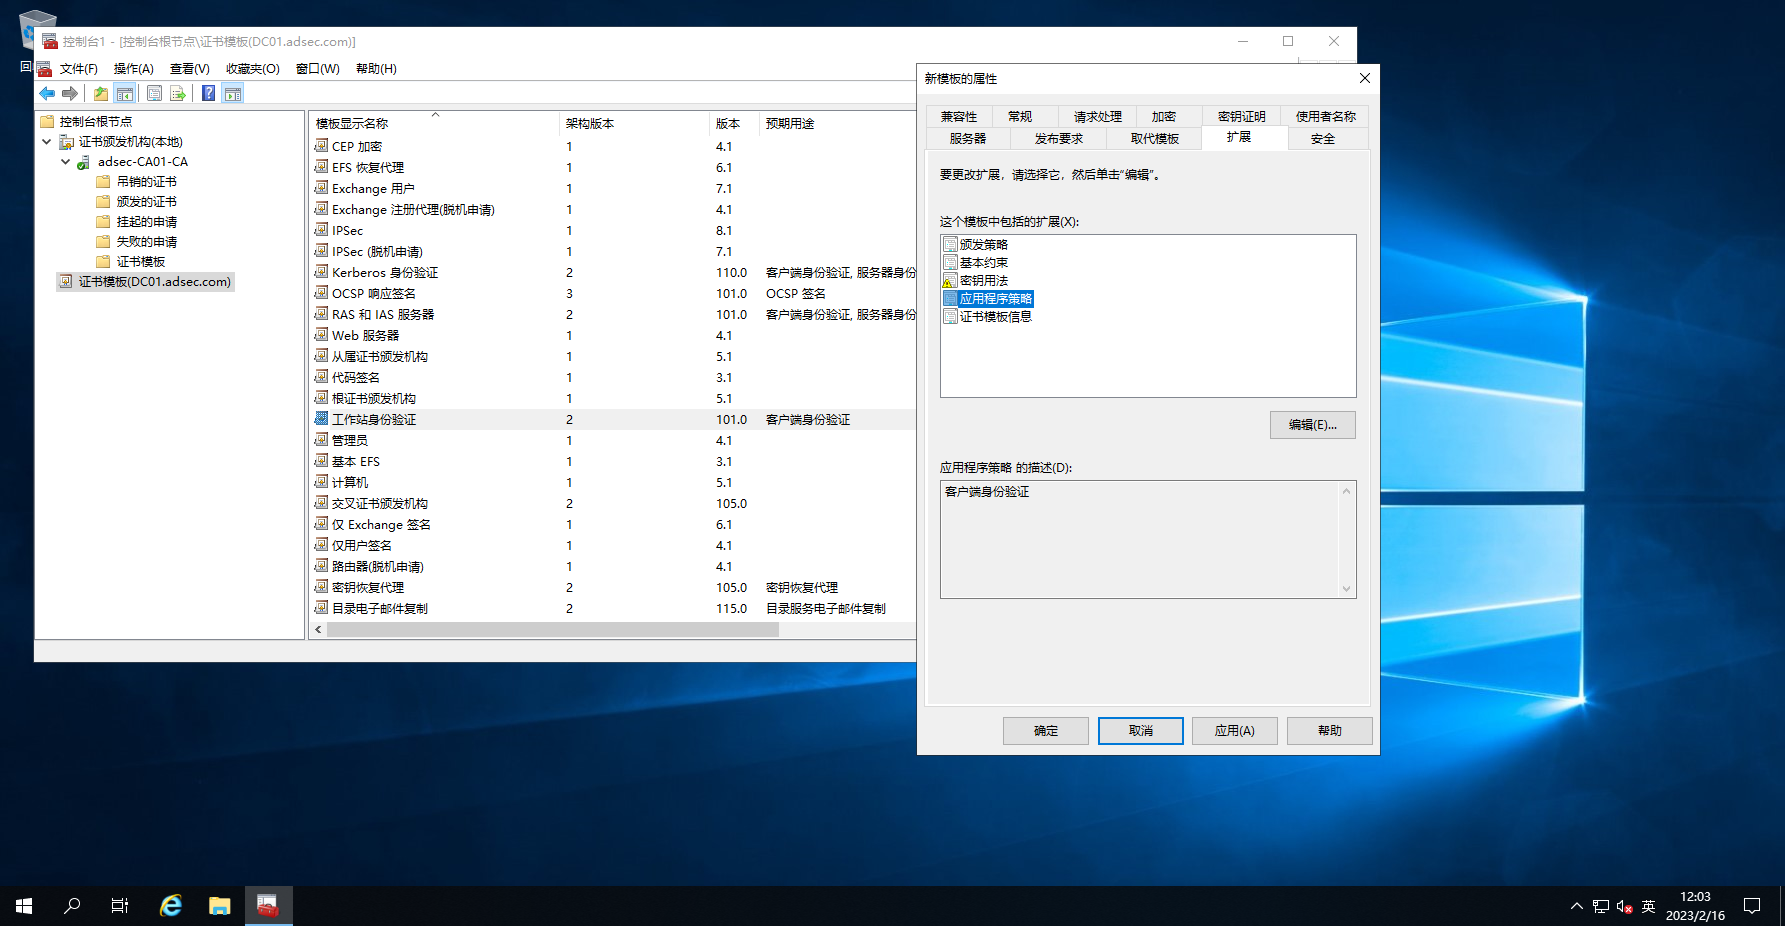 回
控制台1 - [控制台根节点\证书模板(DC01.adsec.com)]
文件(F) 操作(A) 查看(V) 收藏夹(O) 窗口(W) 帮助(H)
控制台根节点
证书颁发机构(本地)
adsec-CA01-CA
吊销的证书
颁发的证书
挂起的申请
失败的申请
证书模板
证书模板(DC01.adsec.com)
模板显示名称 架构版本 版本 预期用途
CEP 加密 1 4.1
EFS 恢复代理 1 6.1
Exchange 用户 1 7.1
Exchange 注册代理(脱机申请) 1 4.1
IPSec 1 8.1
IPSec (脱机申请) 1 7.1
Kerberos 身份验证 2 110.0 客户端身份验证, 服务器身份
OCSP 响应签名 3 101.0 OCSP 签名
RAS 和 IAS 服务器 2 101.0 客户端身份验证, 服务器身份
Web 服务器 1 4.1
从属证书颁发机构 1 5.1
代码签名 1 3.1
根证书颁发机构 1 5.1
工作站身份验证 2 101.0 客户端身份验证
管理员 1 4.1
基本 EFS 1 3.1
计算机 1 5.1
交叉证书颁发机构 2 105.0
仅 Exchange 签名 1 6.1
仅用户签名 1 4.1
路由器(脱机申请) 1 4.1
密钥恢复代理 2 105.0 密钥恢复代理
目录电子邮件复制 2 115.0 目录服务电子邮件复制
新模板的属性
兼容性 常规 请求处理 加密 密钥证明 使用者名称
服务器 发布要求 取代模板 扩展 安全
要更改扩展，请选择它，然后单击“编辑”。
这个模板中包括的扩展(X):
颁发策略
基本约束
密钥用法
应用程序策略
证书模板信息
编辑(E)...
应用程序策略 的描述(D):
客户端身份验证
确定 取消 应用(A) 帮助
英
12:03
2023/2/16